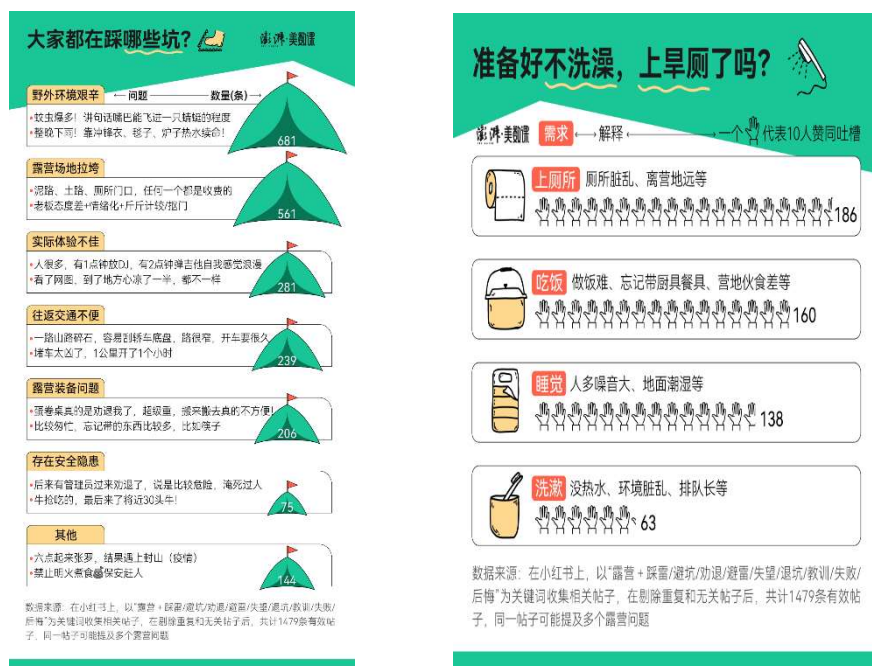 大家都在踩哪些坑?
澎湃·美数课
野外环境艰辛
问题
数量(条)
•蚊虫爆多!讲句话嘴巴能飞进一只蜻蜓的程度
•整晚下雨!靠冲锋衣、毯子、炉子热水续命!
681
露营场地拉垮
•泥路、土路、厕所门口,任何一个都是收费的
•老板态度差+情绪化+斤斤计较/抠门
561
实际体验不佳
•人很多,有1点钟放DJ,有2点钟弹吉他自我感觉浪漫
•看了网图,到了地方心凉了一半,都不一样
281
往返交通不便
•一路山路碎石,容易刮轿车底盘,路很窄,开车要很久
•堵车太凶了,1公里开了1个小时
239
露营装备问题
•蛋卷桌真的是劝退我了,超级重,搬来搬去真的不方便!
•比较匆忙,忘记带的东西比较多,比如筷子
206
存在安全隐患
•后来有管理员过来劝退了,说是比较危险,淹死过人
•牛抢吃的,最后来了将近30头牛!
75
其他
•六点起来张罗,结果遇上封山(疫情)
•禁止明火煮食 保安赶人
144
数据来源:在小红书上,以“露营+踩雷/避坑/劝退/避雷/失望/退坑/教训/失败/
后悔”为关键词收集相关帖子,在剔除重复和无关帖子后,共计1479条有效帖
子,同一帖子可能提及多个露营问题
准备好不洗澡,上旱厕了吗?
澎湃·美数课
需求
解释
一个 代表10人赞同吐槽
上厕所 厕所脏乱、离营地远等
186
吃饭 做饭难、忘记带厨具餐具、营地伙食差等
160
睡觉 人多噪音大、地面潮湿等
138
洗漱 没热水、环境脏乱、排队长等
63
数据来源:在小红书上,以“露营+踩雷/避坑/劝退/避雷/失望/退坑/教训/失败/
后悔”为关键词收集相关帖子,在剔除重复和无关帖子后,共计1479条有效帖
子,同一帖子可能提及多个露营问题